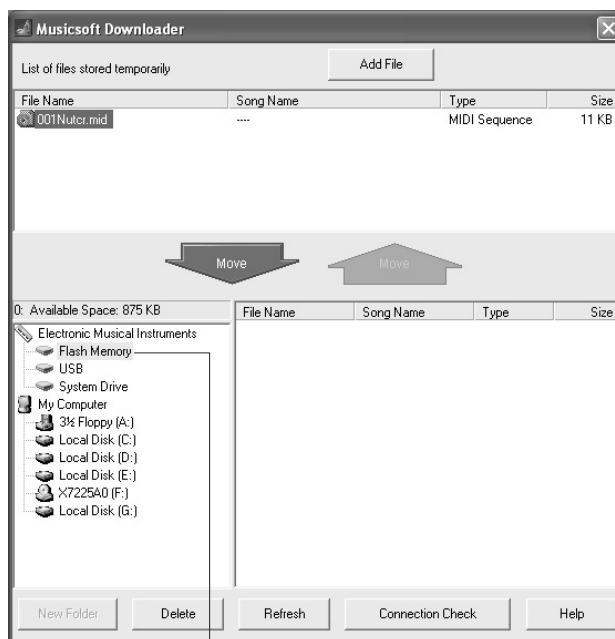 Musicsoft Downloader
List of files stored temporarily
Add File
File Name Song Name Type Size
001Nutcr.mid ---- MIDI Sequence 11 KB
Move Move
0: Available Space: 875 KB
File Name Song Name Type Size
Electronic Musical Instruments
Flash Memory
USB
System Drive
My Computer
3½ Floppy (A:)
Local Disk (C:)
Local Disk (D:)
Local Disk (E:)
X7225A0 (F:)
Local Disk (G:)
New Folder Delete Refresh Connection Check Help